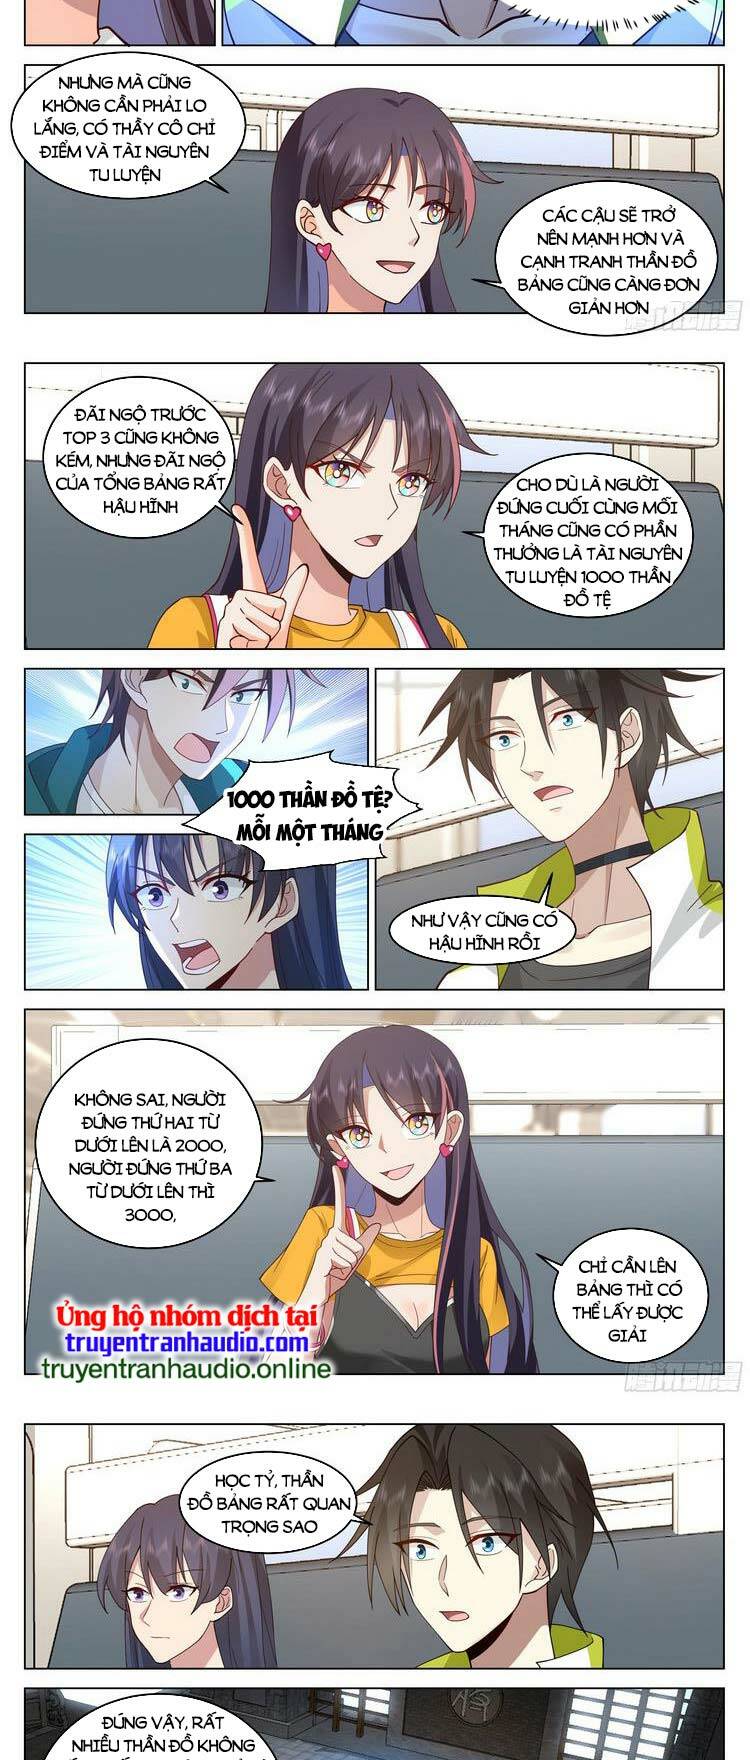 NHƯNG MÀ CŨNG
KHÔNG CẦN PHẢI LO
LẮNG, CÓ THẦY CÔ CHỈ
ĐIỂM VÀ TÀI NGUYÊN
TU LUYỆN
CÁC CẬU SẼ TRỞ
NÊN MẠNH HƠN VÀ
CẠNH TRANH THẦN ĐỒ
BẢNG CŨNG CÀNG ĐƠN
GIẢN HƠN
ĐÃI NGỘ TRƯỚC
TOP 3 CŨNG KHÔNG
KÉM, NHƯNG ĐÃI NGỘ
CỦA TỔNG BẢNG RẤT
HẬU HĨNH
CHO DÙ LÀ NGƯỜI
ĐỨNG CUỐI CÙNG MỖI
THÁNG CŨNG CÓ PHẦN
THƯỞNG LÀ TÀI NGUYÊN
TU LUYỆN 1000 THẦN
ĐỒ TỆ
1000 THẦN ĐỒ TỆ?
MỖI MỘT THÁNG
NHƯ VẬY CŨNG CÓ
HẬU HĨNH RỒI
KHÔNG SAI, NGƯỜI
ĐỨNG THỨ HAI TỪ
DƯỚI LÊN LÀ 2000,
NGƯỜI ĐỨNG THỨ BA
TỪ DƯỚI LÊN THÌ
3000,
CHỈ CẦN LÊN
BẢNG THÌ CÓ
THỂ LẤY ĐƯỢC
GIẢI
Ủng hộ nhóm dịch tại
truyentranhaudio.com
truyentranhaudio.online
HỌC TỶ, THẦN
ĐỒ BẢNG RẤT QUAN
TRỌNG SAO
ĐÚNG VẬY, RẤT
NHIỀU THẦN ĐỒ KHÔNG